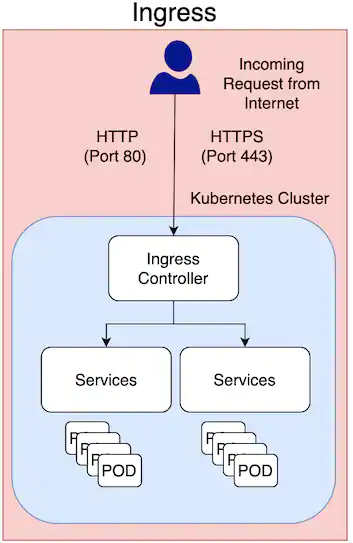 Ingress
Incoming
Request from
Internet
HTTP
(Port 80)
HTTPS
(Port 443)
Kubernetes Cluster
Ingress
Controller
Services
Services
POD
POD